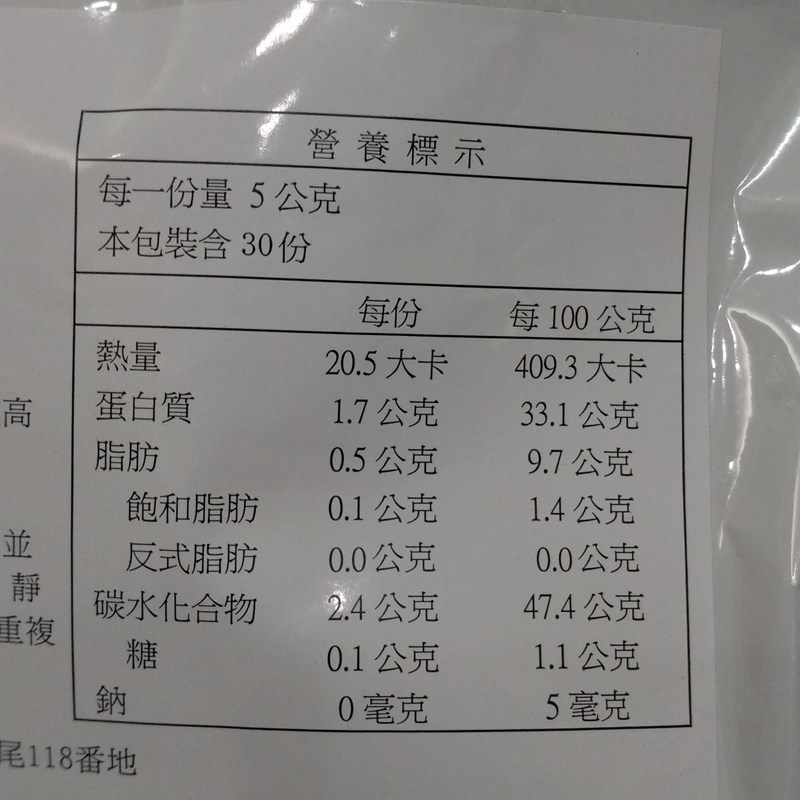 營養標示
每一份量 5 公克
本包裝含 30 份
每份 每 100 公克
熱量 20.5 大卡 409.3 大卡
蛋白質 1.7 公克 33.1 公克
高
脂肪 0.5 公克 9.7 公克
飽和脂肪 0.1 公克 1.4 公克
並
反式脂肪 0.0 公克 0.0 公克
靜
碳水化合物 2.4 公克 47.4 公克
重複
糖 0.1 公克 1.1 公克
鈉 0 毫克 5 毫克
尾118番地